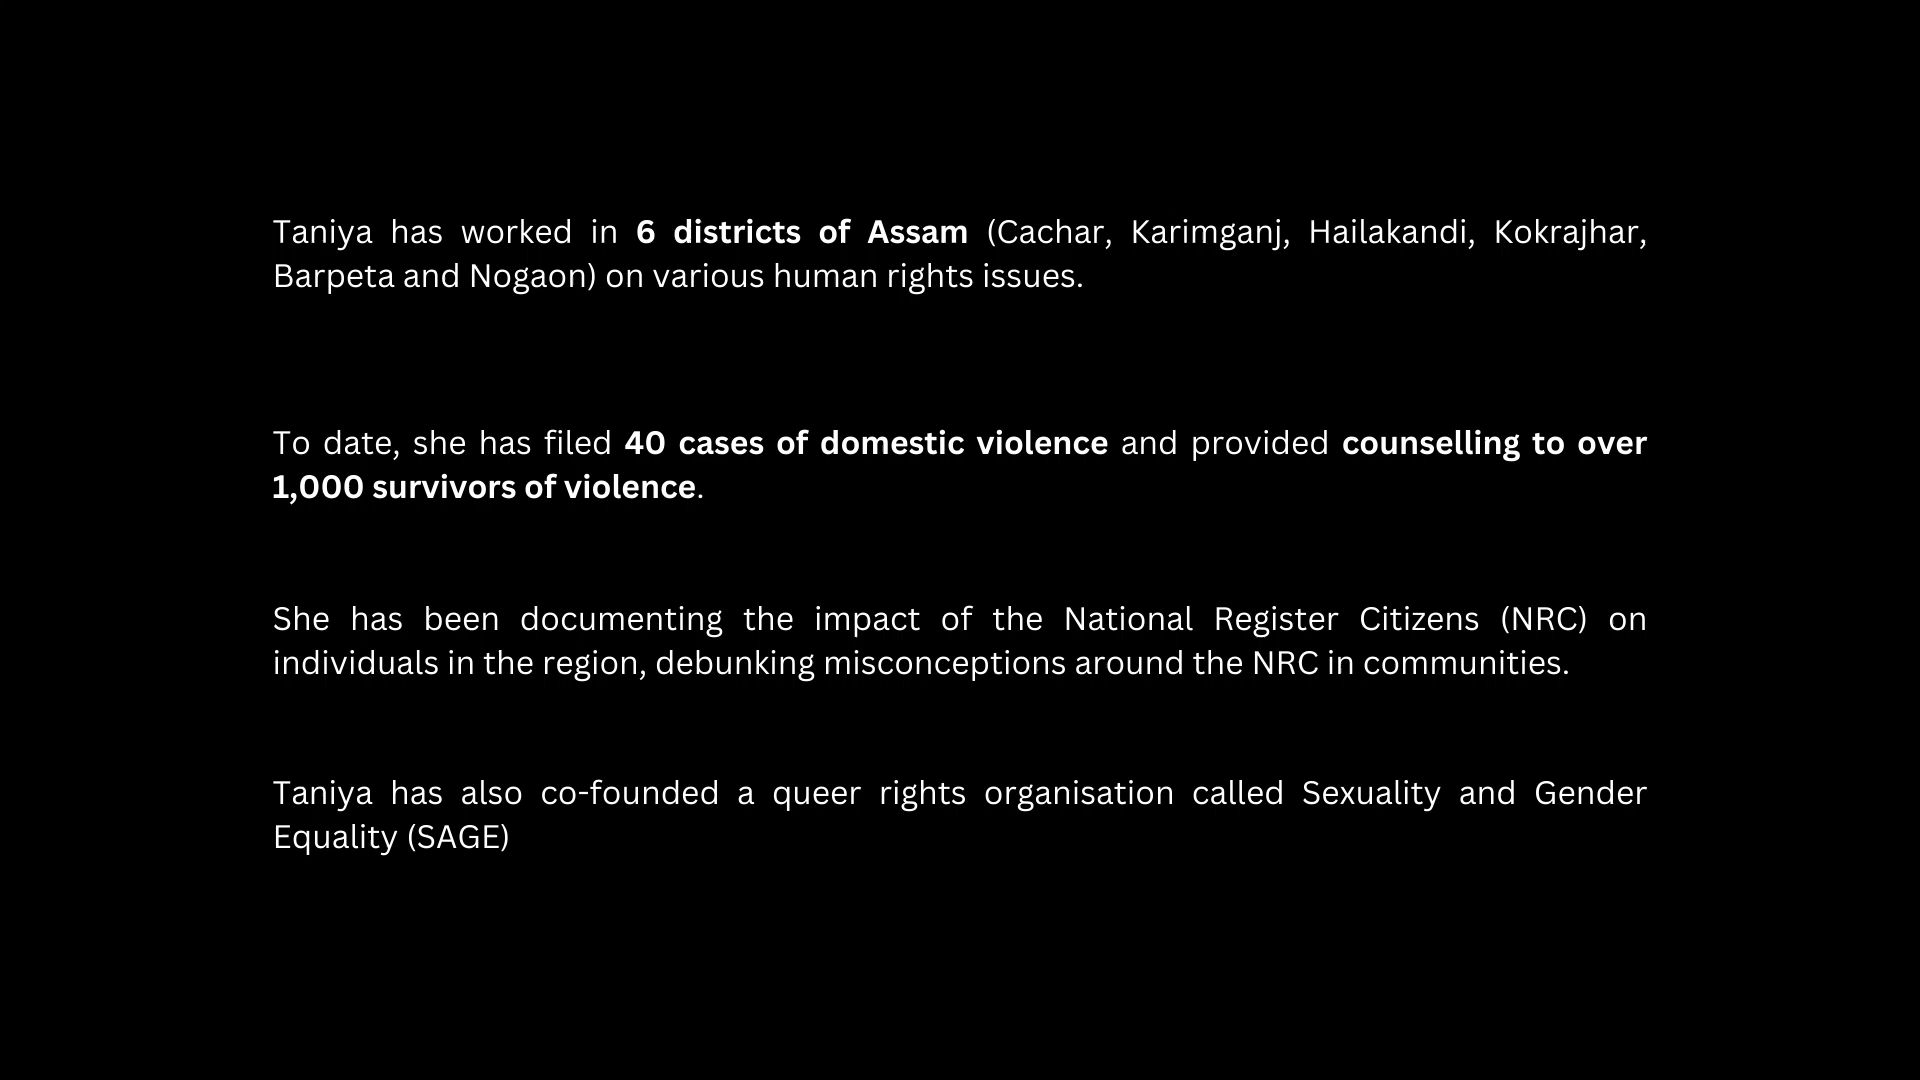 Taniya has worked in 6 districts of Assam (Cachar, Karimganj, Hailakandi, Kokrajhar,
Barpeta and Nogaon) on various human rights issues.
To date, she has filed 40 cases of domestic violence and provided counselling to over
1,000 survivors of violence.
She has been documenting the impact of the National Register Citizens (NRC) on
individuals in the region, debunking misconceptions around the NRC in communities.
Taniya has also co-founded a queer rights organisation called Sexuality and Gender
Equality (SAGE)